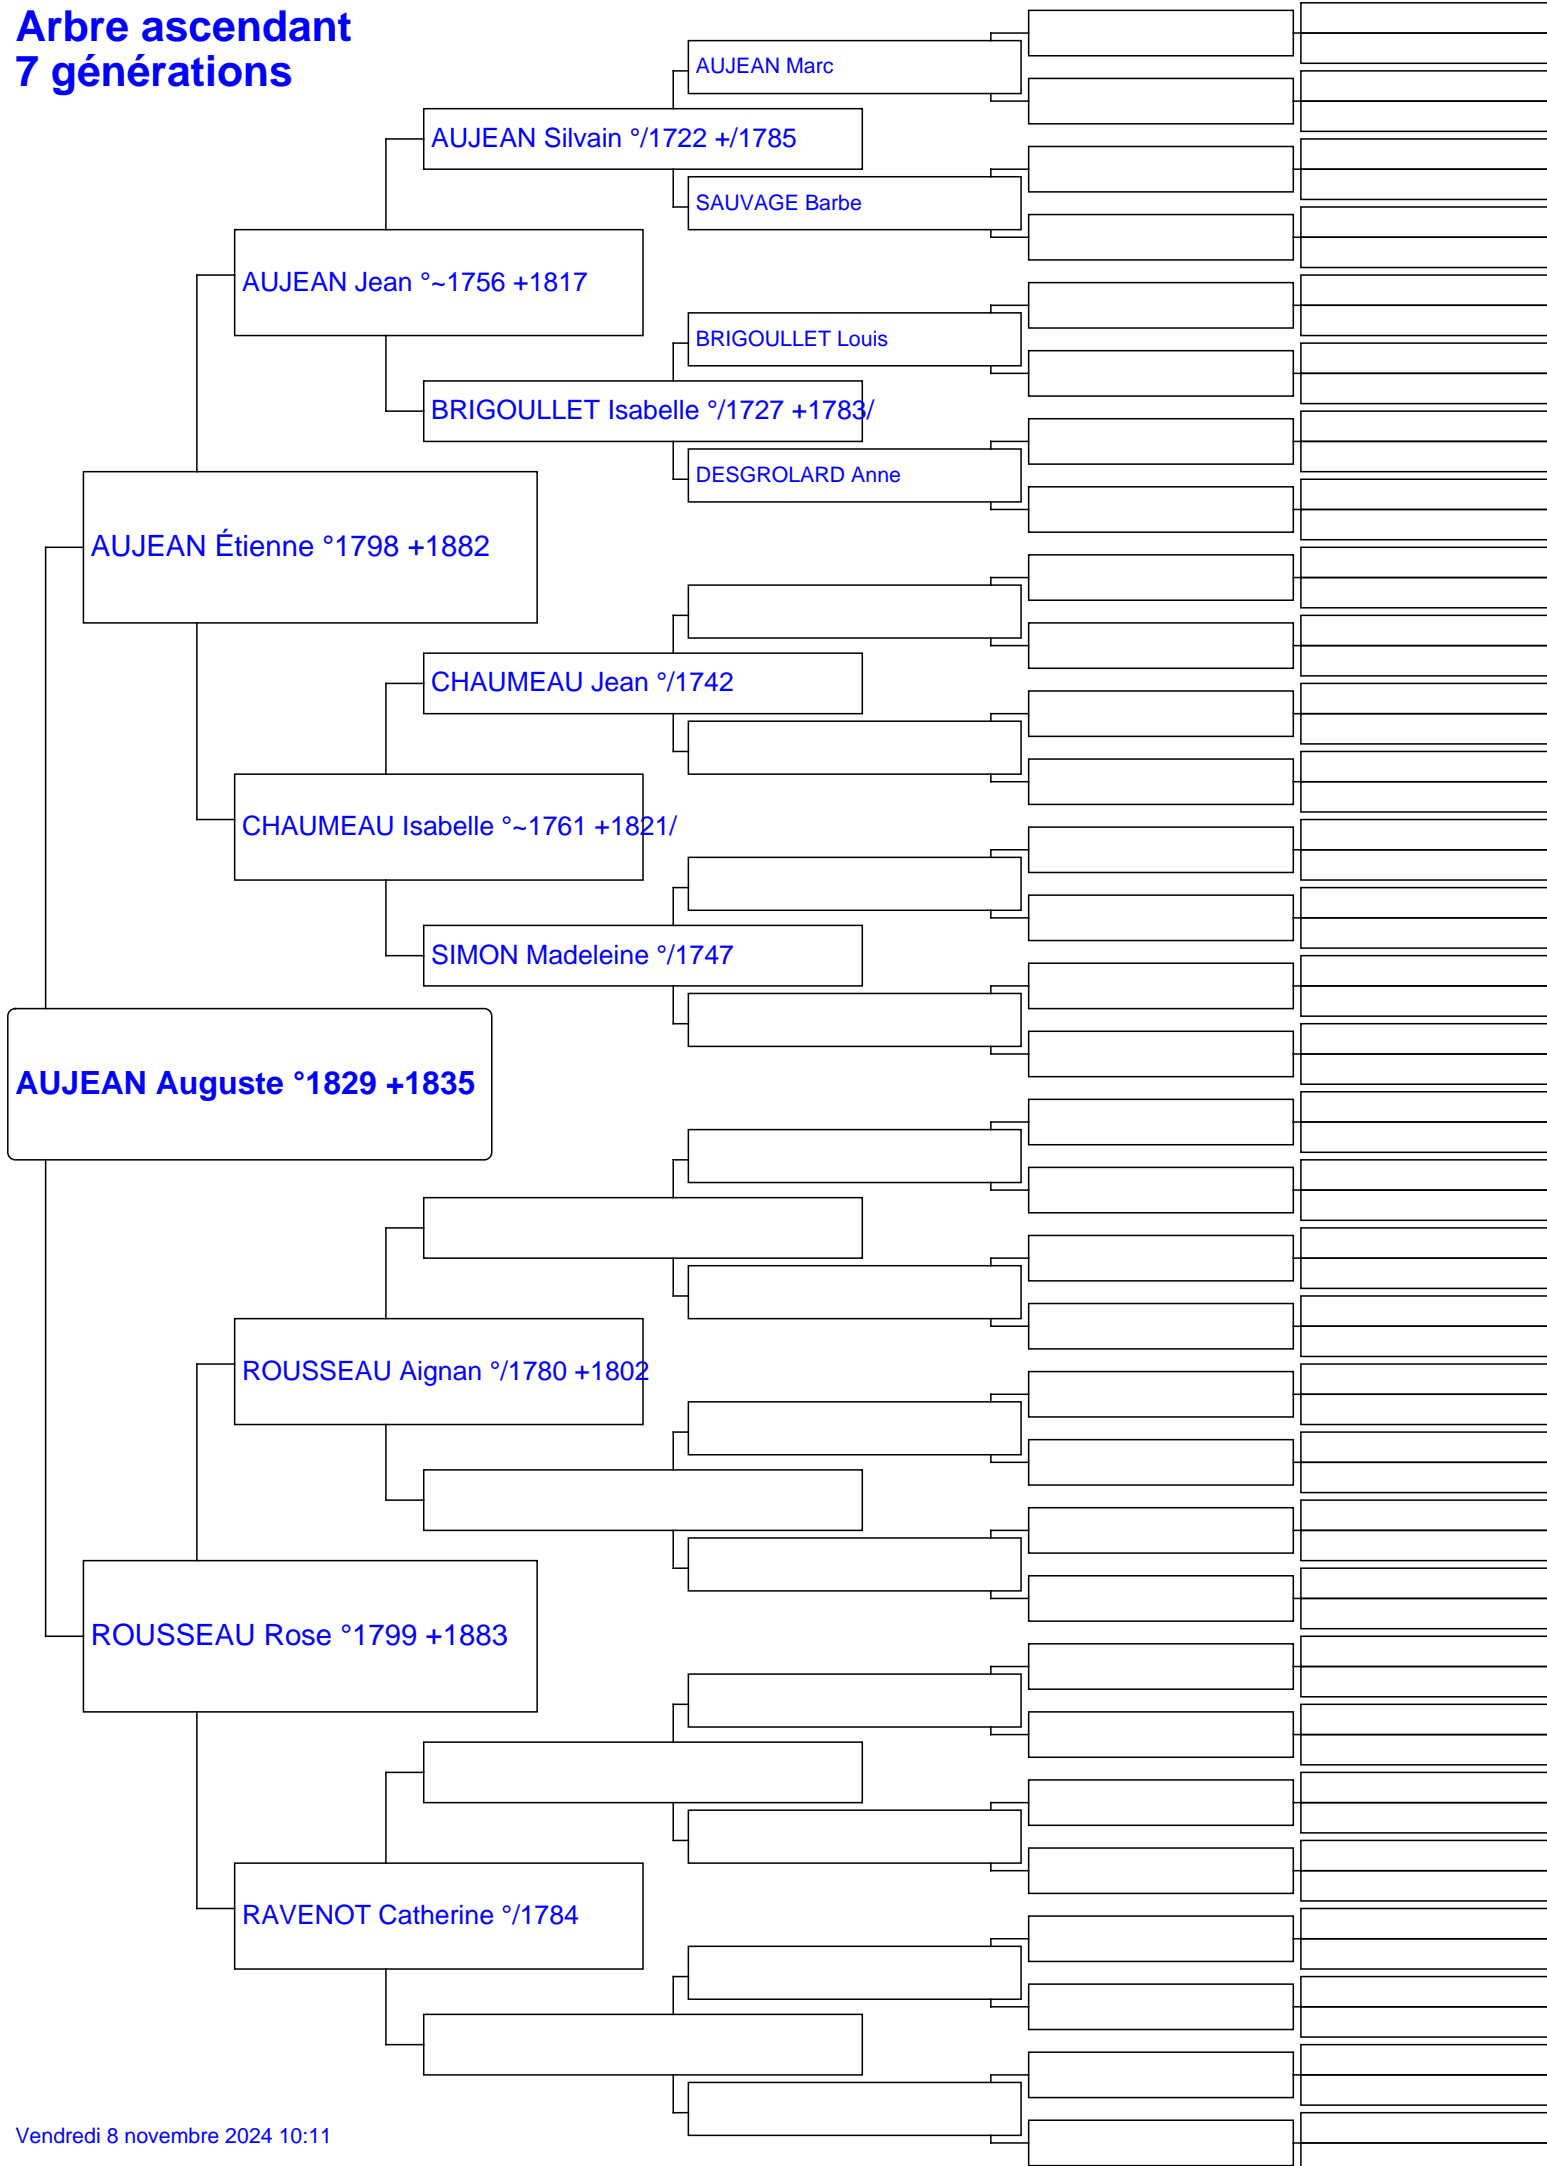 Arbre ascendant
7 générations
AUJEAN Marc
AUJEAN Silvain °/1722 +/1785
SAUVAGE Barbe
AUJEAN Jean °~1756 +1817
BRIGOULLET Louis
BRIGOULLET Isabelle °/1727 +1783/
DESGROLARD Anne
AUJEAN Étienne °1798 +1882
CHAUMEAU Jean °/1742
CHAUMEAU Isabelle °~1761 +1821/
SIMON Madeleine °/1747
AUJEAN Auguste °1829 +1835
ROUSSEAU Aignan °/1780 +1802
ROUSSEAU Rose °1799 +1883
RAVENOT Catherine °/1784
Vendredi 8 novembre 2024 10:11